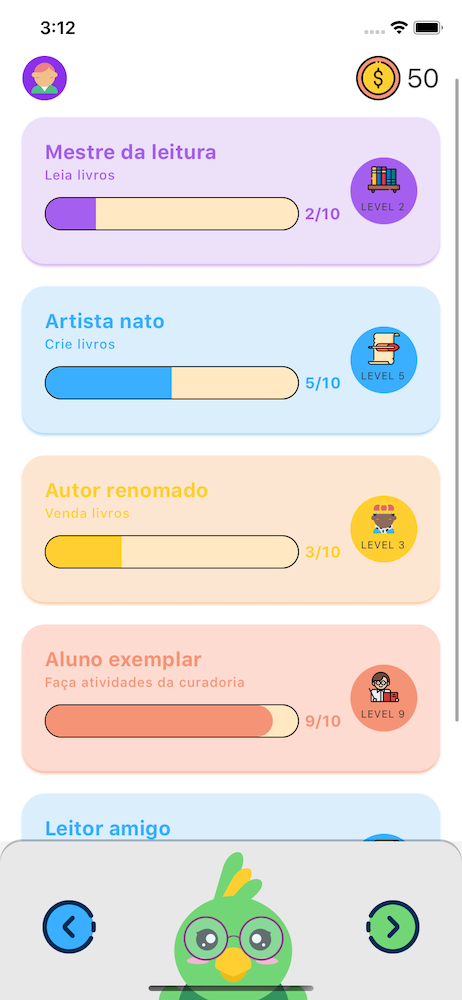 3:12
$ 50
Mestre da leitura
Leia livros
2/10
LEVEL 2
Artista nato
Crie livros
5/10
LEVEL 5
Autor renomado
Venda livros
3/10
LEVEL 3
Aluno exemplar
Faça atividades da curadoria
9/10
LEVEL 9
Leitor amigo